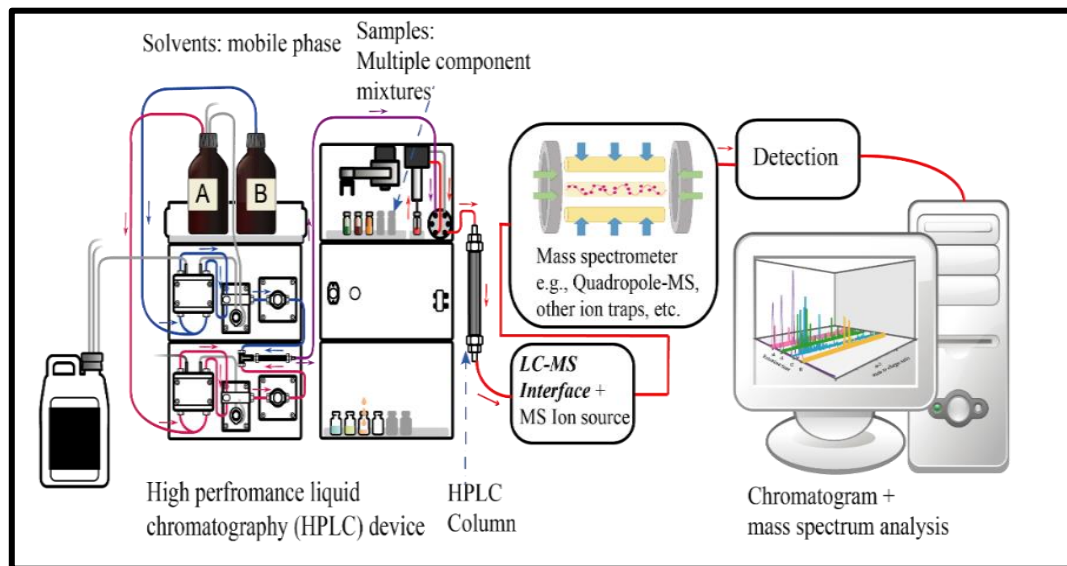 Solvents: mobile phase
Samples:
Multiple component
mixtures
A
B
Mass spectrometer
e.g., Quadropole-MS,
other ion traps, etc.
Detection
LC-MS
Interface +
MS Ion source
High perfromance liquid
chromatography (HPLC) device
HPLC
Column
Chromatogram +
mass spectrum analysis